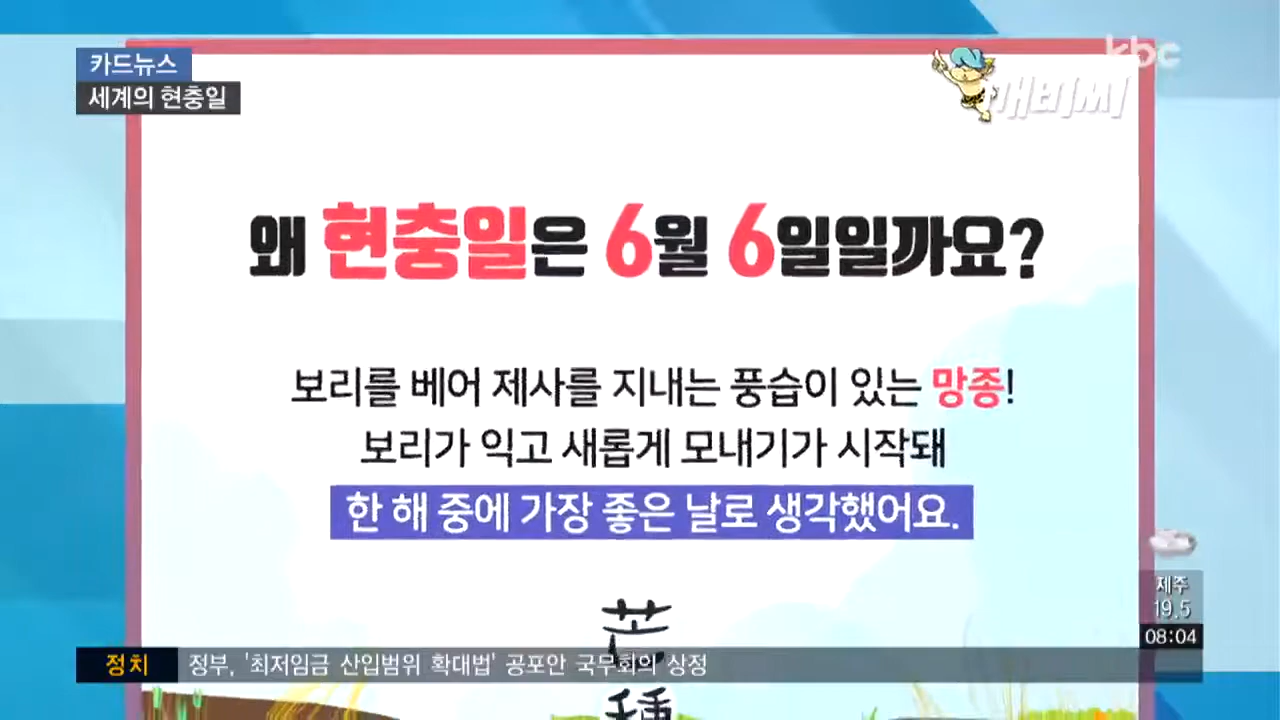 카드뉴스
세계의 현충일
kbc
깨비씨
왜 현충일은 6월 6일일까요?
보리를 베어 제사를 지내는 풍습이 있는 망종!
보리가 익고 새롭게 모내기가 시작돼
한 해 중에 가장 좋은 날로 생각했어요.
芒
種
제주
19.5
08:04
정치 정부, '최저임금 산입범위 확대법' 공포안 국무회의 상정